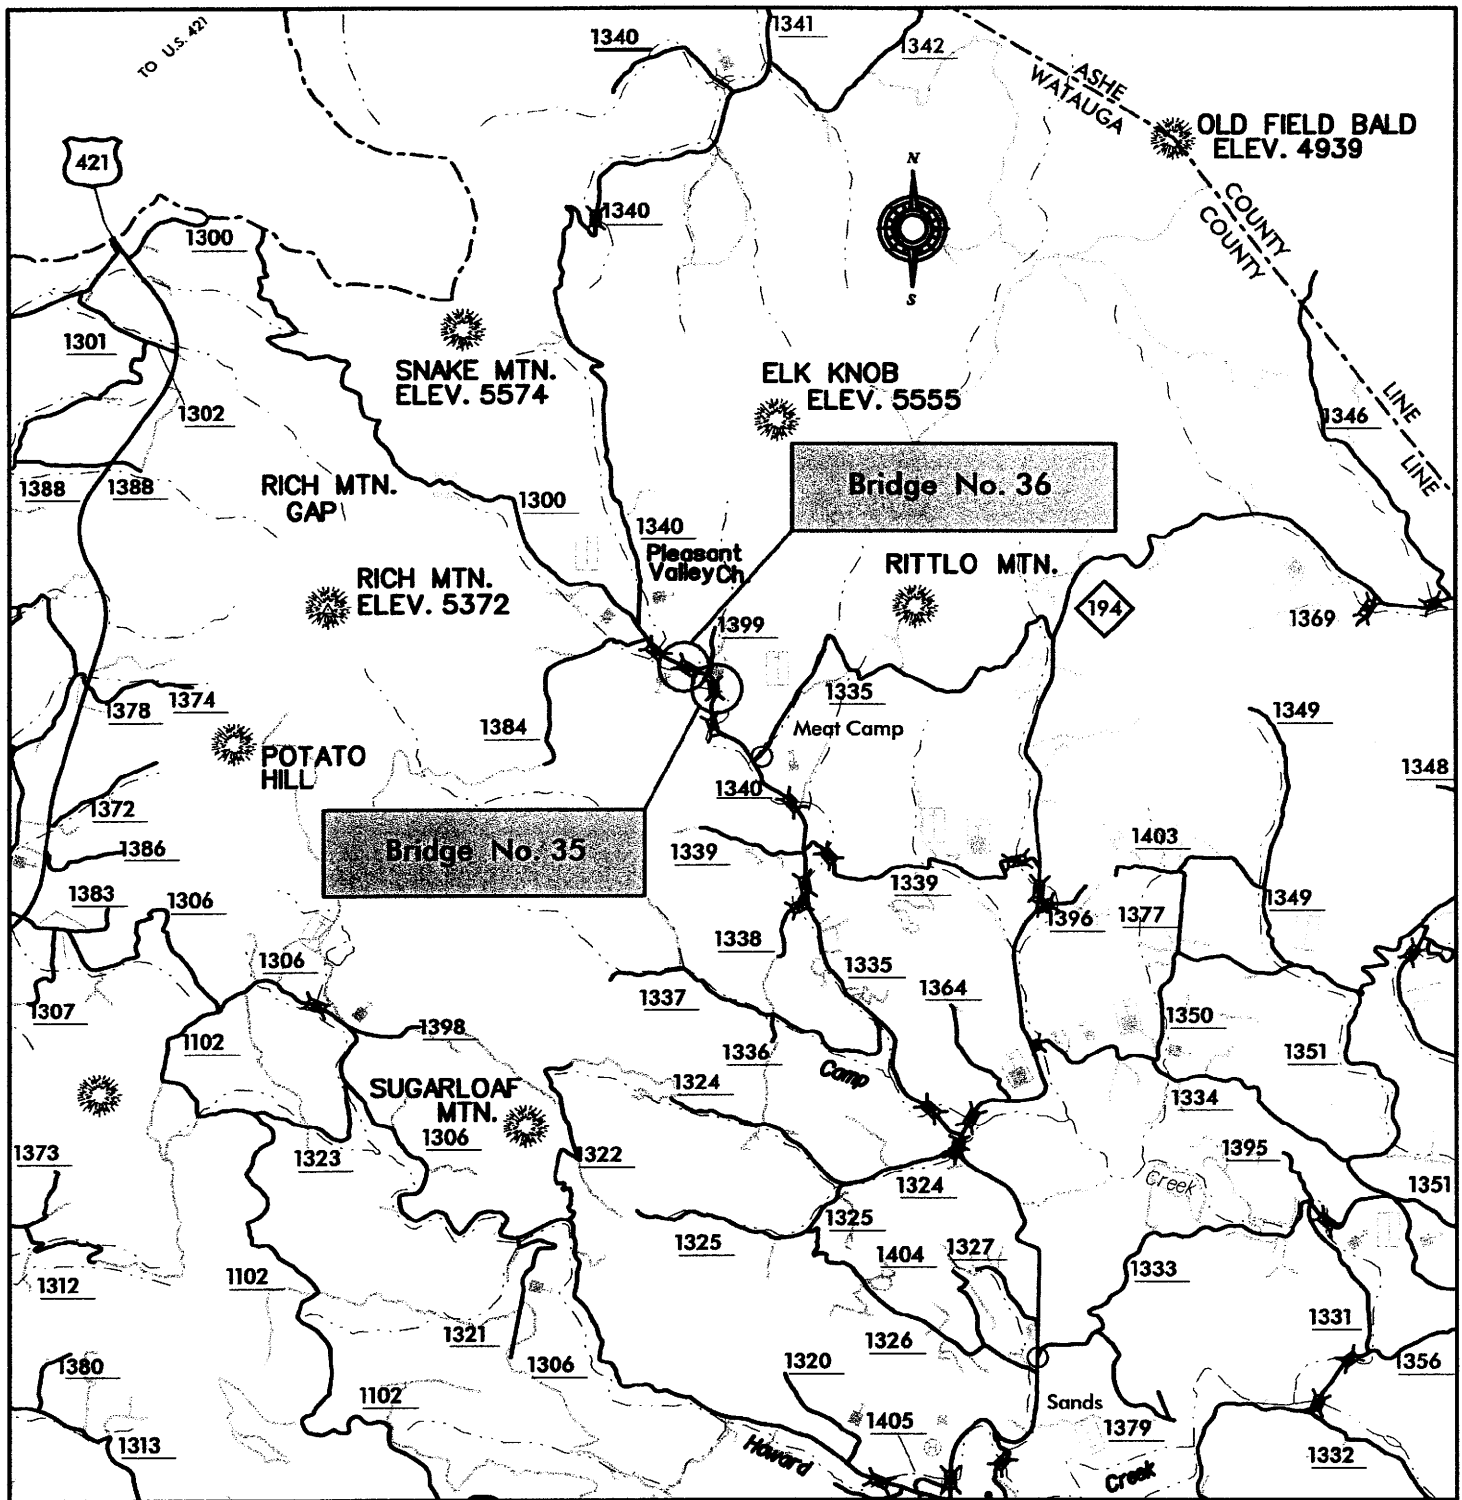 TO U.S. 421
1340
1341
1342
ASHE
WATAUGA
OLD FIELD BALD
ELEV. 4939
421
N
S
COUNTY
COUNTY
1300
1340
1301
SNAKE MTN.
ELEV. 5574
ELK KNOB
ELEV. 5555
LINE
LINE
1302
1346
1388
1388
RICH MTN.
GAP
1300
Bridge No. 36
1340
Pleasant
Valley Ch.
RITTLO MTN.
RICH MTN.
ELEV. 5372
194
1369
1399
1378
1374
1384
1335
Meat Camp
1349
POTATO
HILL
1348
1340
1372
1386
Bridge No. 35
1339
1403
1339
1383
1306
1338
1396
1377
1349
1306
1335
1364
1337
1307
1350
1102
1398
1336
1351
Camp
1324
SUGARLOAF
MTN.
1306
1334
1373
1323
1322
1395
1324
Creek
1351
1325
1325
1404
1327
1333
1312
1102
1321
1326
1331
1306
1320
1356
1380
1102
Sands
1405
1379
1313
Howard
Creek
1332